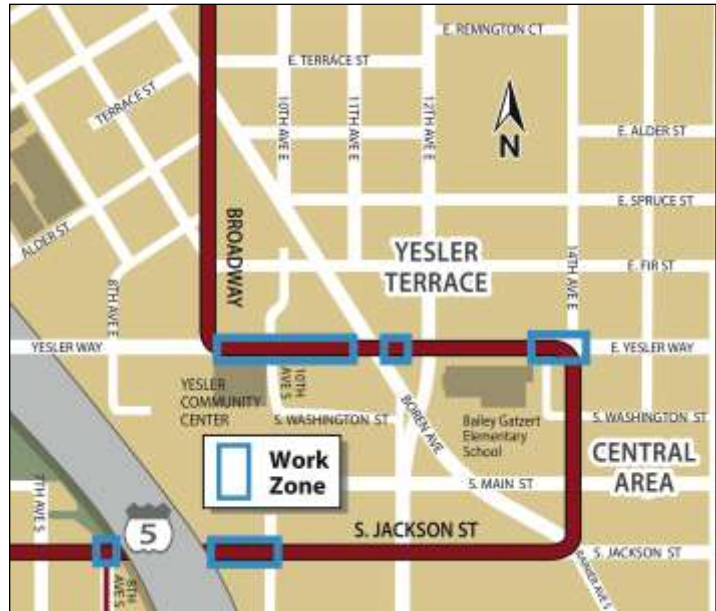 E. REMNGTON CT
E. TERRACE ST
TERRACE ST
10TH AVE E
11TH AVE E
12TH AVE E
N
E. ALDER ST
E. SPRUCE ST
BROADWAY
ALDER ST
YESLER
TERRACE
14TH AVE E
E. FIR ST
8TH AVE E
YESLER WAY
E. YESLER WAY
YESLER
COMMUNITY
CENTER
10TH
AVE S
S. WASHINGTON ST
BOREN AVE
Bailey Gatzert
Elementary
School
S. WASHINGTON ST
CENTRAL
AREA
Work
Zone
S. MAIN ST
7TH AVE S
5
S. JACKSON ST
S. JACKSON ST
8TH
AVE S
RAINIER AVE S